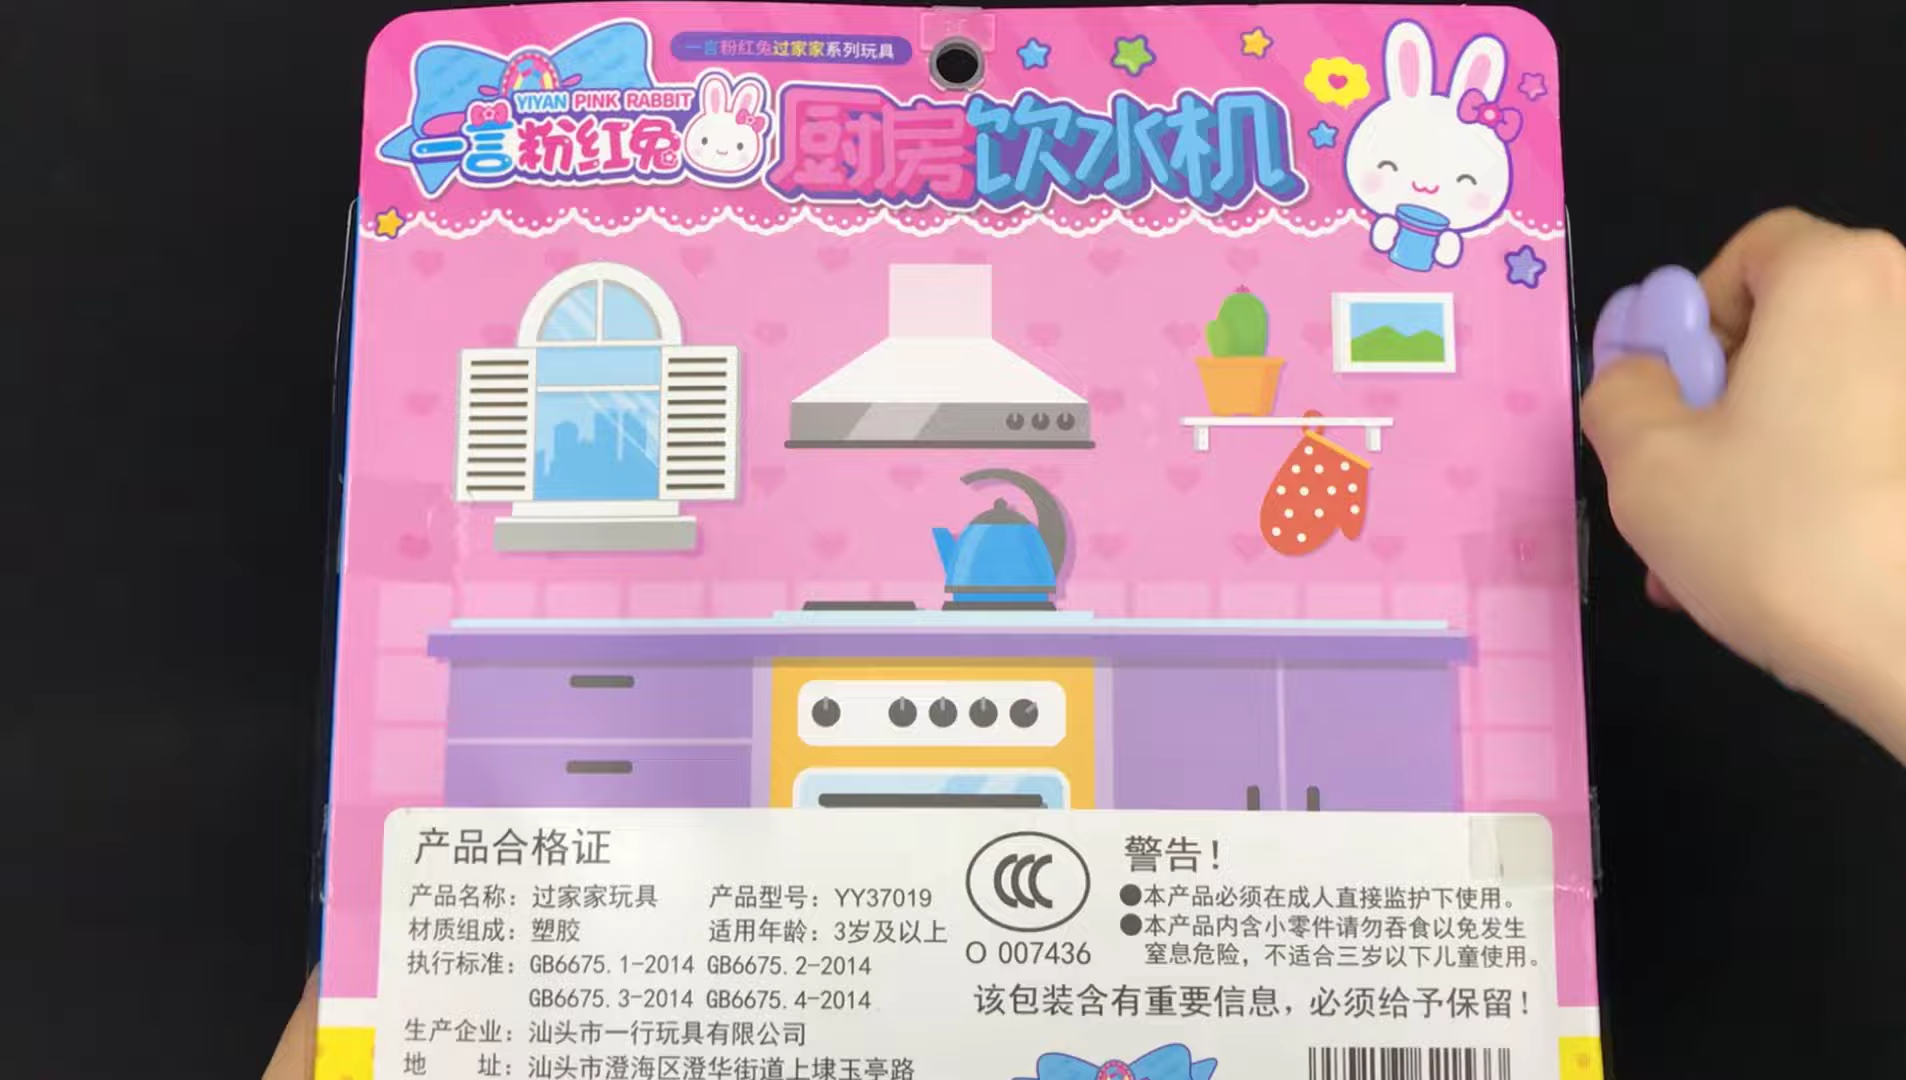 一言粉红兔过家家系列玩具
YIYAN PINK RABBIT
一言粉红兔
厨房饮水机
产品合格证
产品名称：过家家玩具 产品型号：YY37019
材质组成：塑胶 适用年龄：3岁及以上
执行标准：GB6675.1-2014 GB6675.2-2014
GB6675.3-2014 GB6675.4-2014
生产企业：汕头市一行玩具有限公司
地 址：汕头市澄海区澄华街道上埭玉亭路
CCC
O 007436
警告！
●本产品必须在成人直接监护下使用。
●本产品内含小零件请勿吞食以免发生
窒息危险，不适合三岁以下儿童使用。
该包装含有重要信息，必须给予保留！